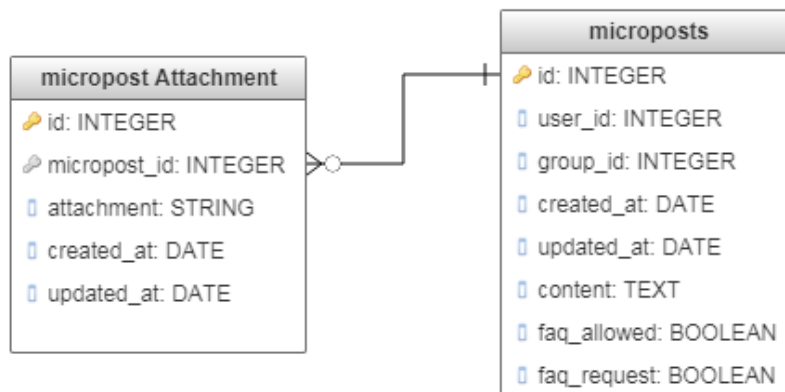 micropost Attachment
id: INTEGER
micropost_id: INTEGER
attachment: STRING
created_at: DATE
updated_at: DATE
microposts
id: INTEGER
user_id: INTEGER
group_id: INTEGER
created_at: DATE
updated_at: DATE
content: TEXT
faq_allowed: BOOLEAN
faq_request: BOOLEAN